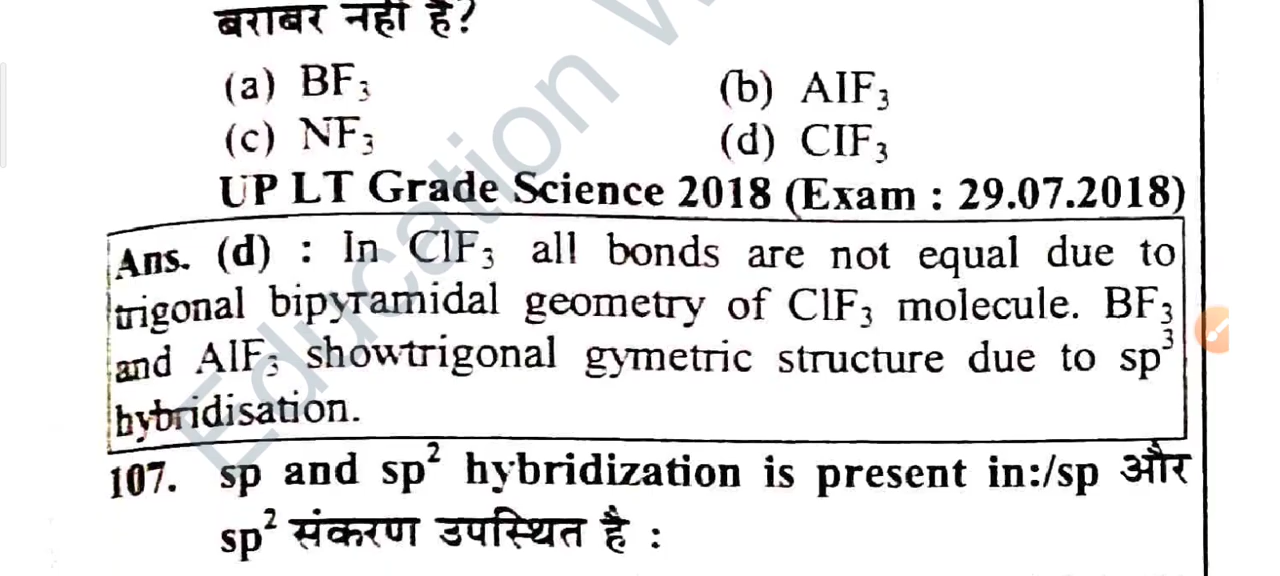 बराबर नहीं है?
(a) BF₃ (b) AlF₃
(c) NF₃ (d) ClF₃
UP LT Grade Science 2018 (Exam : 29.07.2018)
Ans. (d) : In ClF₃ all bonds are not equal due to
trigonal bipyramidal geometry of ClF₃ molecule. BF₃
and AlF₃ showtrigonal gymetric structure due to sp³
hybridisation.
107. sp and sp² hybridization is present in:/sp और
sp² संकरण उपस्थित है :
Education